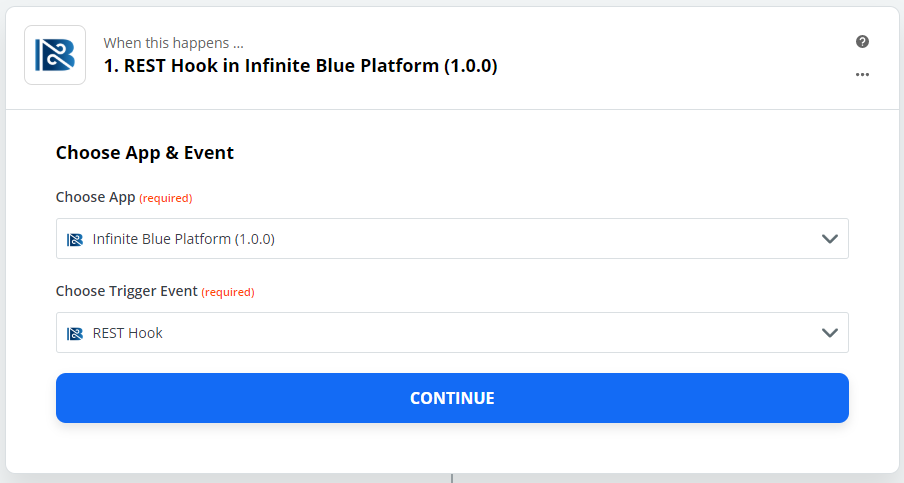 When this happens ...
1. REST Hook in Infinite Blue Platform (1.0.0)
Choose App & Event
Choose App (required)
Infinite Blue Platform (1.0.0)
Choose Trigger Event (required)
REST Hook
CONTINUE